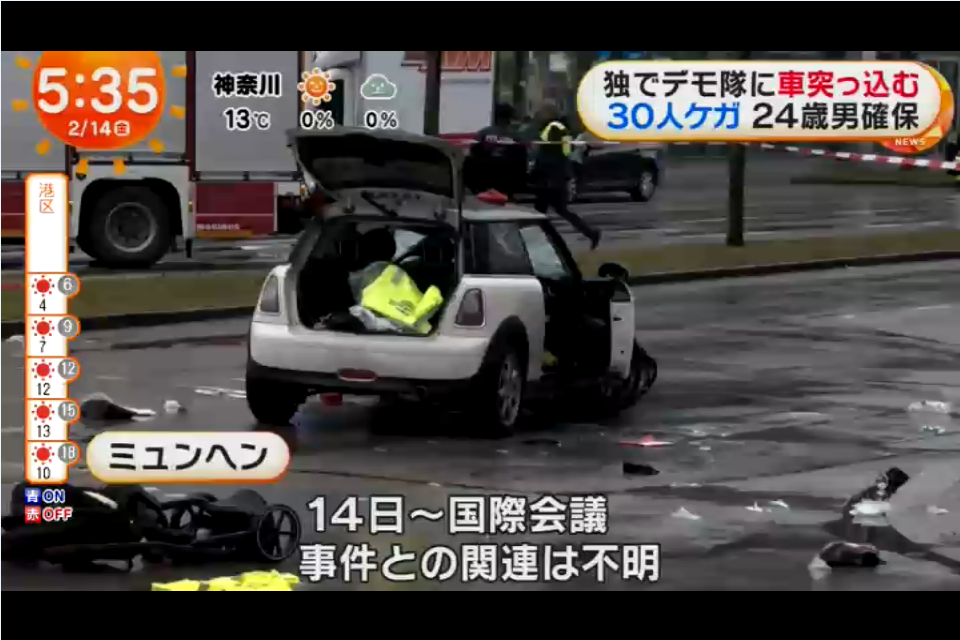 5:35
2/14金
神奈川
13℃
0%
0%
独でデモ隊に車突っ込む
30人ケガ 24歳男確保
NEWS
港区
6
4
9
7
12
12
15
13
18
10
青ON
赤OFF
ミュンヘン
14日～国際会議
事件との関連は不明